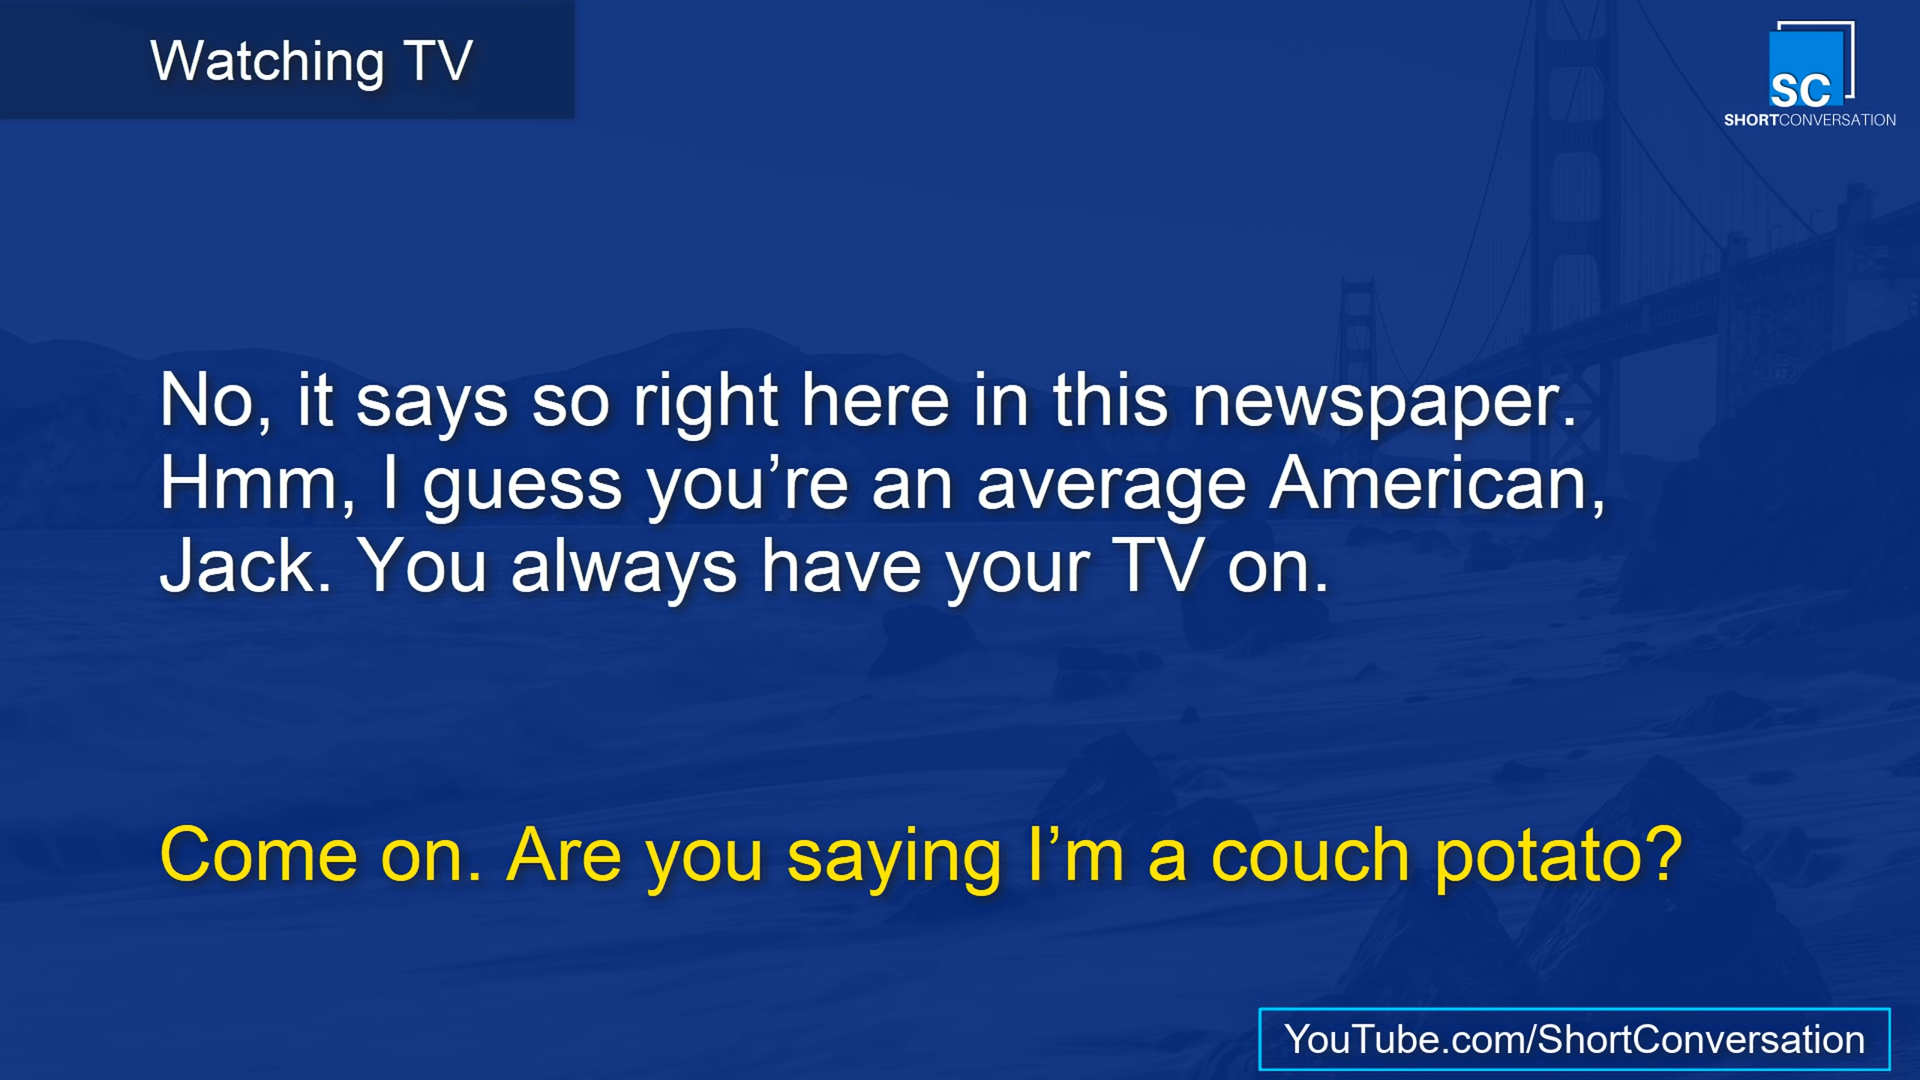 Watching TV
SC
SHORTCONVERSATION
No, it says so right here in this newspaper.
Hmm, I guess you’re an average American,
Jack. You always have your TV on.
Come on. Are you saying I’m a couch potato?
YouTube.com/ShortConversation